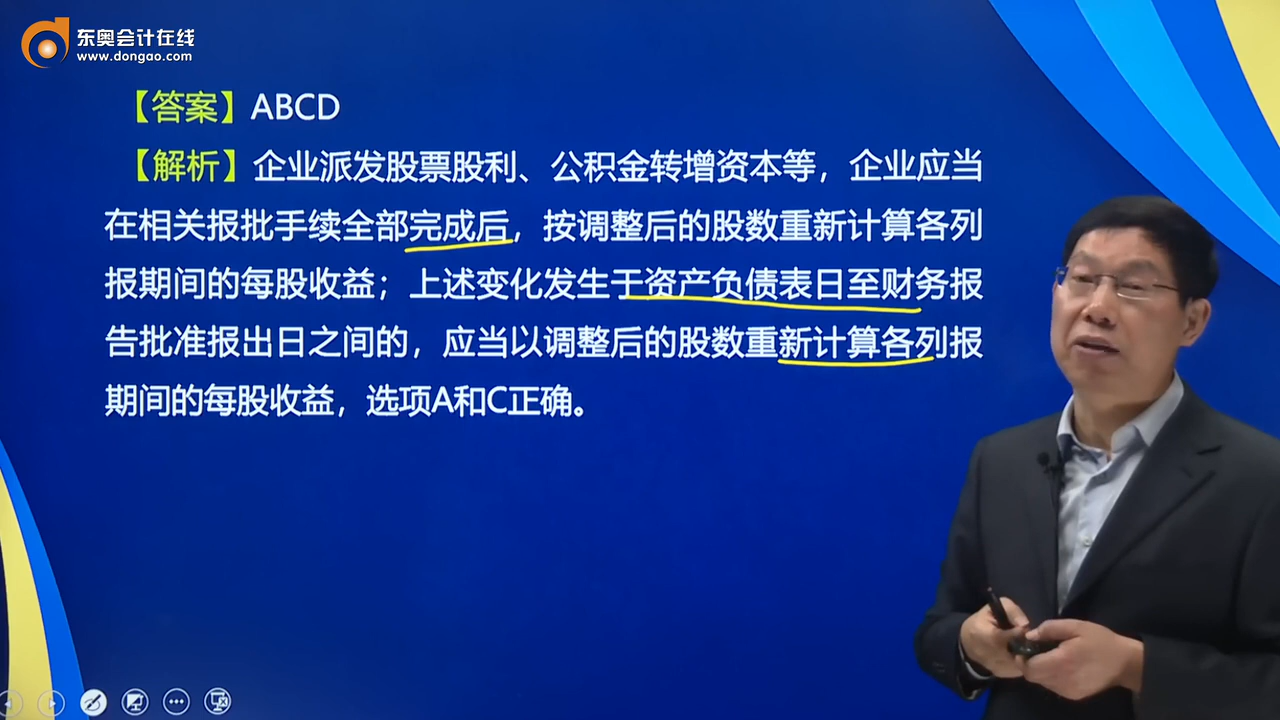 东奥会计在线
www.dongao.com
【答案】ABCD
【解析】企业派发股票股利、公积金转增资本等，企业应当
在相关报批手续全部完成后，按调整后的股数重新计算各列
报期间的每股收益；上述变化发生于资产负债表日至财务报
告批准报出日之间的，应当以调整后的股数重新计算各列报
期间的每股收益，选项A和C正确。